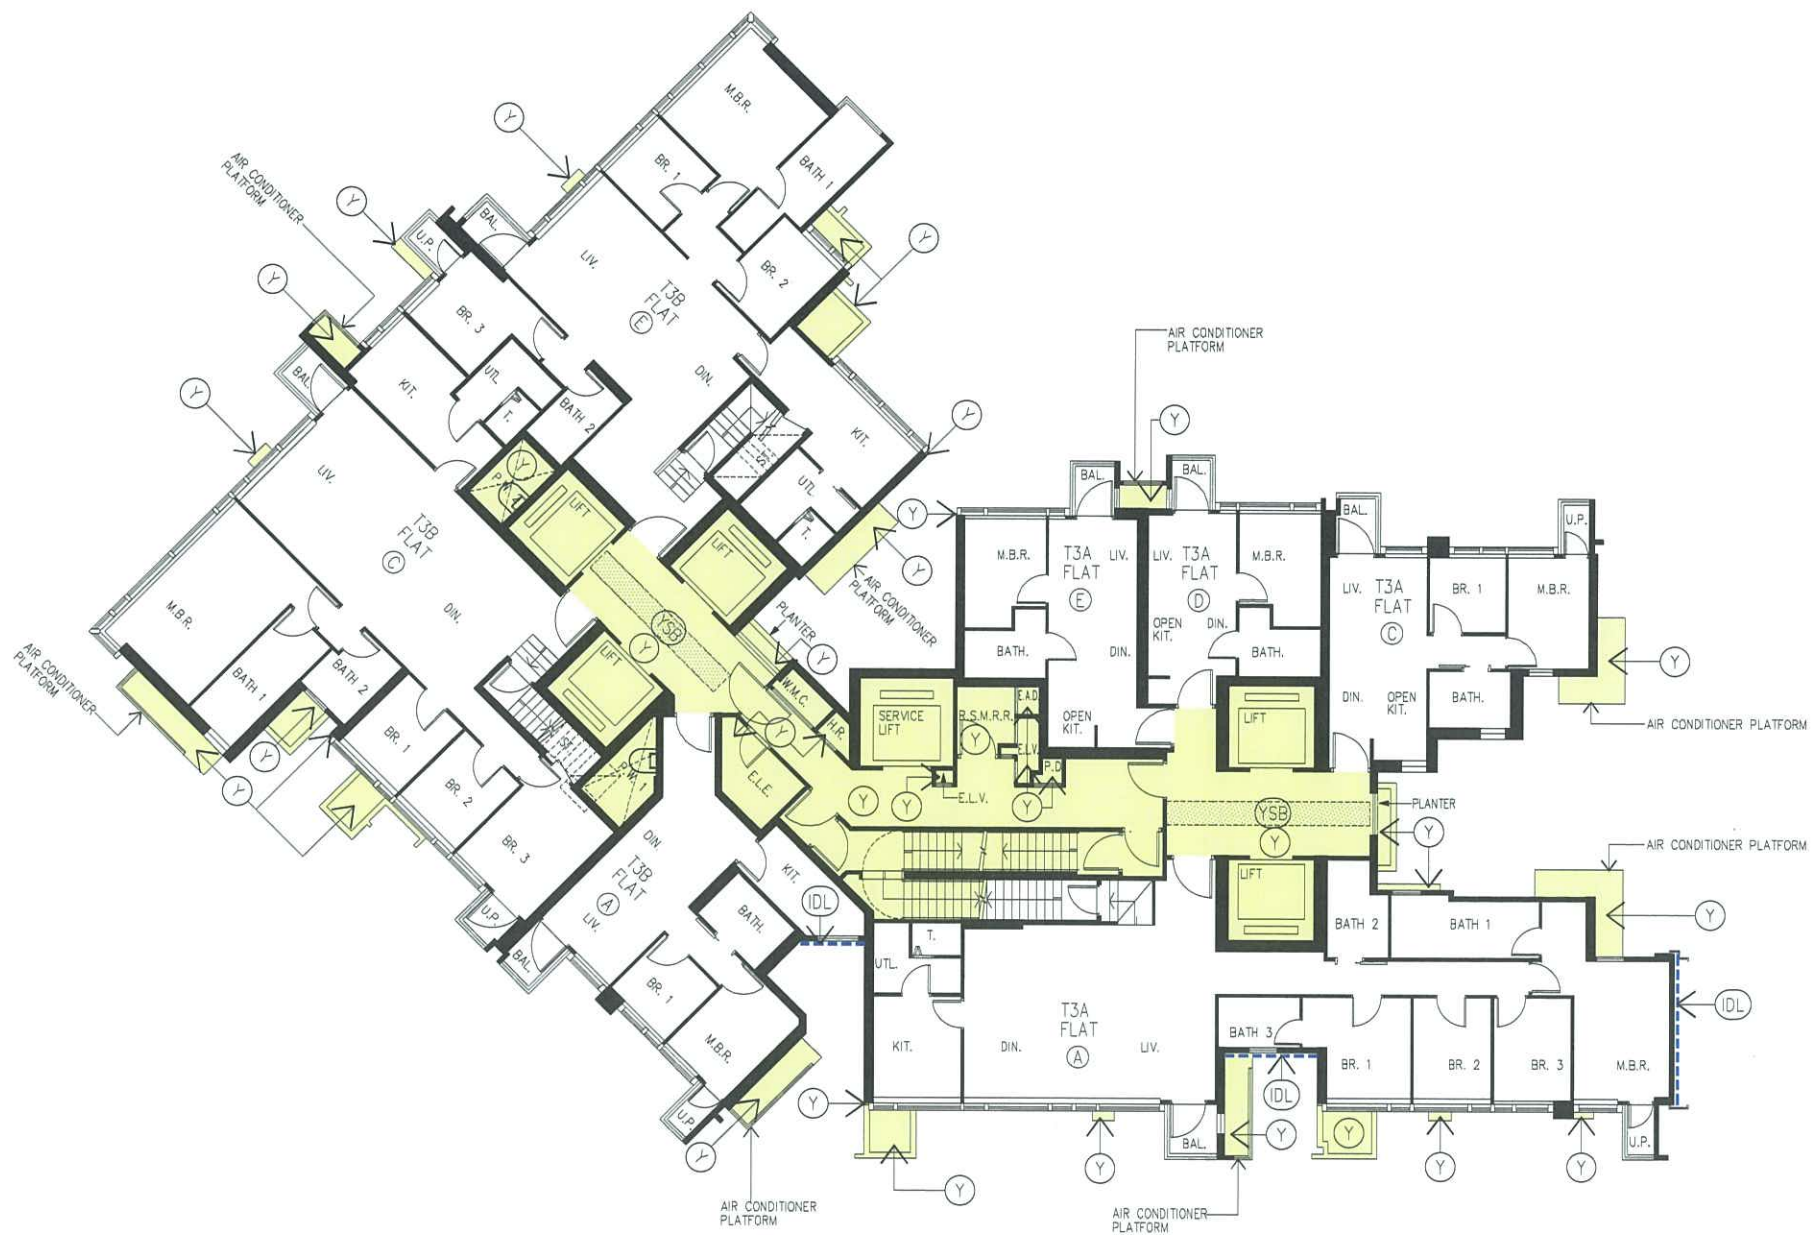 M.B.R.
Y
AIR CONDITIONER
PLATFORM
BR. 1
BATH 1
Y
BAL.
U.P.
Y
LIV.
BR. 2
Y
T3B
FLAT
E
BR. 3
AIR CONDITIONER
PLATFORM
BAL.
KIT.
UTL.
T.
BATH 2
DIN.
Y
Y
Y
KIT.
AIR CONDITIONER
PLATFORM
Y
BAL.
BAL.
LIV.
Y
LIFT
UTL.
T.
LIFT
Y
Y
BAL.
U.P.
T3B
FLAT
C
M.B.R.
LIV.
LIV.
T3A
FLAT
E
T3A
FLAT
D
M.B.R.
LIV.
T3A
FLAT
C
BR. 1
M.B.R.
AIR CONDITIONER
PLATFORM
PLANTER
M.B.R.
DIN.
YSB
Y
Y
BATH.
DIN.
OPEN
KIT.
DIN.
BATH.
Y
AIR CONDITIONER
PLATFORM
BATH 1
BATH 2
LIFT
W.M.C.
H.R.
Y
SERVICE
LIFT
R.S.M.R.R.
E.A.D.
Y
E.L.V.
P.D.
OPEN
KIT.
LIFT
DIN.
OPEN
KIT.
BATH.
AIR CONDITIONER PLATFORM
Y
BR. 1
Y
BR. 2
E.L.E.
Y
Y
E.L.V.
Y
YSB
Y
PLANTER
Y
BR. 3
DIN.
T3B
FLAT
A
KIT.
AIR CONDITIONER PLATFORM
LIFT
U.P.
BAL.
LIV.
BATH.
IDL
T.
UTL.
BATH 2
BATH 1
Y
BR. 1
M.B.R.
U.P.
KIT.
DIN.
T3A
FLAT
A
LIV.
BATH 3
IDL
BR. 1
BR. 2
BR. 3
M.B.R.
IDL
Y
Y
Y
BAL.
Y
Y
U.P.
Y
Y
Y
Y
AIR CONDITIONER
PLATFORM
AIR CONDITIONER
PLATFORM